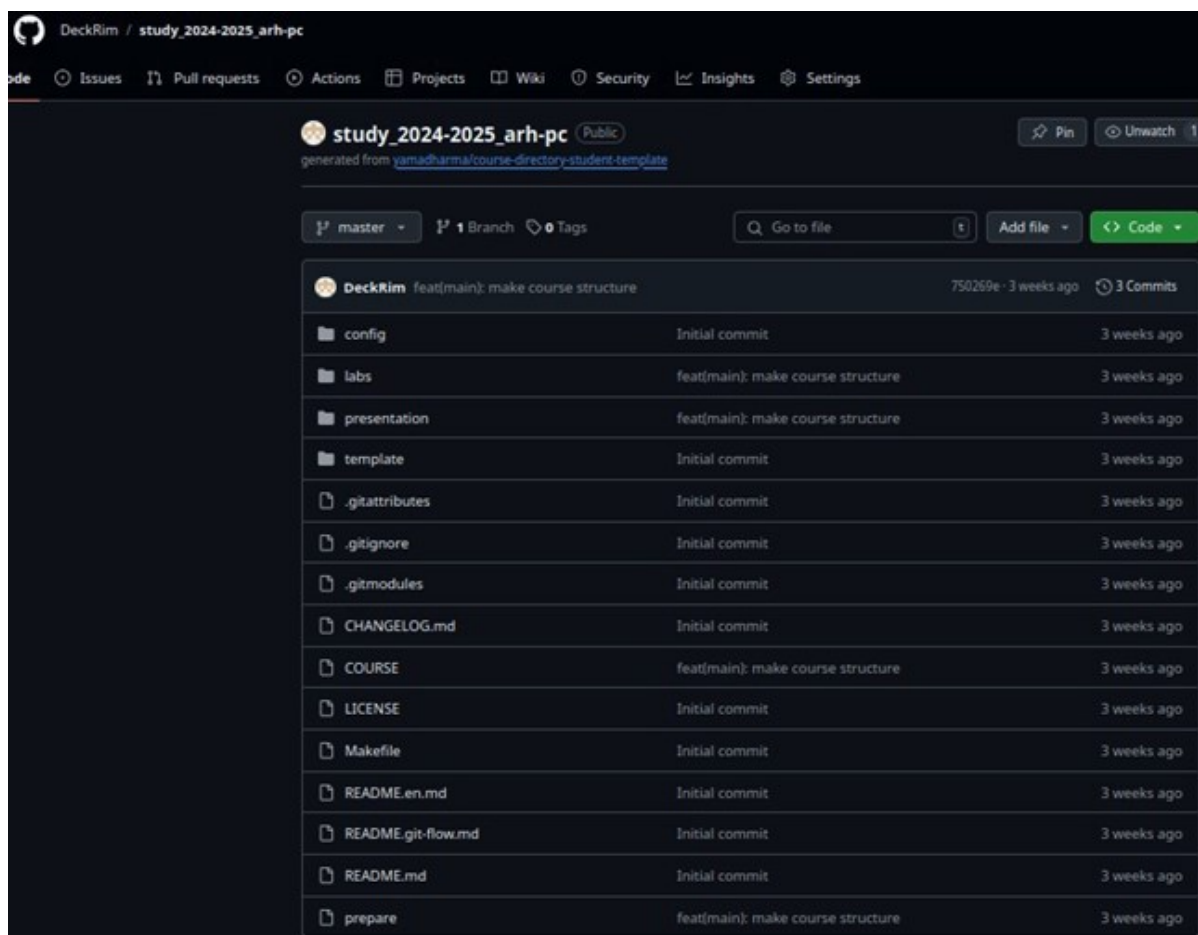 DeckRim / study_2024-2025_arh-pc
ode Issues Pull requests Actions Projects Wiki Security Insights Settings
study_2024-2025_arh-pc Public Pin Unwatch 1
generated from yamadharma/course-directory-student-template
master 1 Branch 0 Tags Go to file t Add file <> Code
DeckRim feat(main): make course structure 750269e · 3 weeks ago 3 Commits
config Initial commit 3 weeks ago
labs feat(main): make course structure 3 weeks ago
presentation feat(main): make course structure 3 weeks ago
template Initial commit 3 weeks ago
.gitattributes Initial commit 3 weeks ago
.gitignore Initial commit 3 weeks ago
.gitmodules Initial commit 3 weeks ago
CHANGELOG.md Initial commit 3 weeks ago
COURSE feat(main): make course structure 3 weeks ago
LICENSE Initial commit 3 weeks ago
Makefile Initial commit 3 weeks ago
README.en.md Initial commit 3 weeks ago
README.git-flow.md Initial commit 3 weeks ago
README.md Initial commit 3 weeks ago
prepare feat(main): make course structure 3 weeks ago